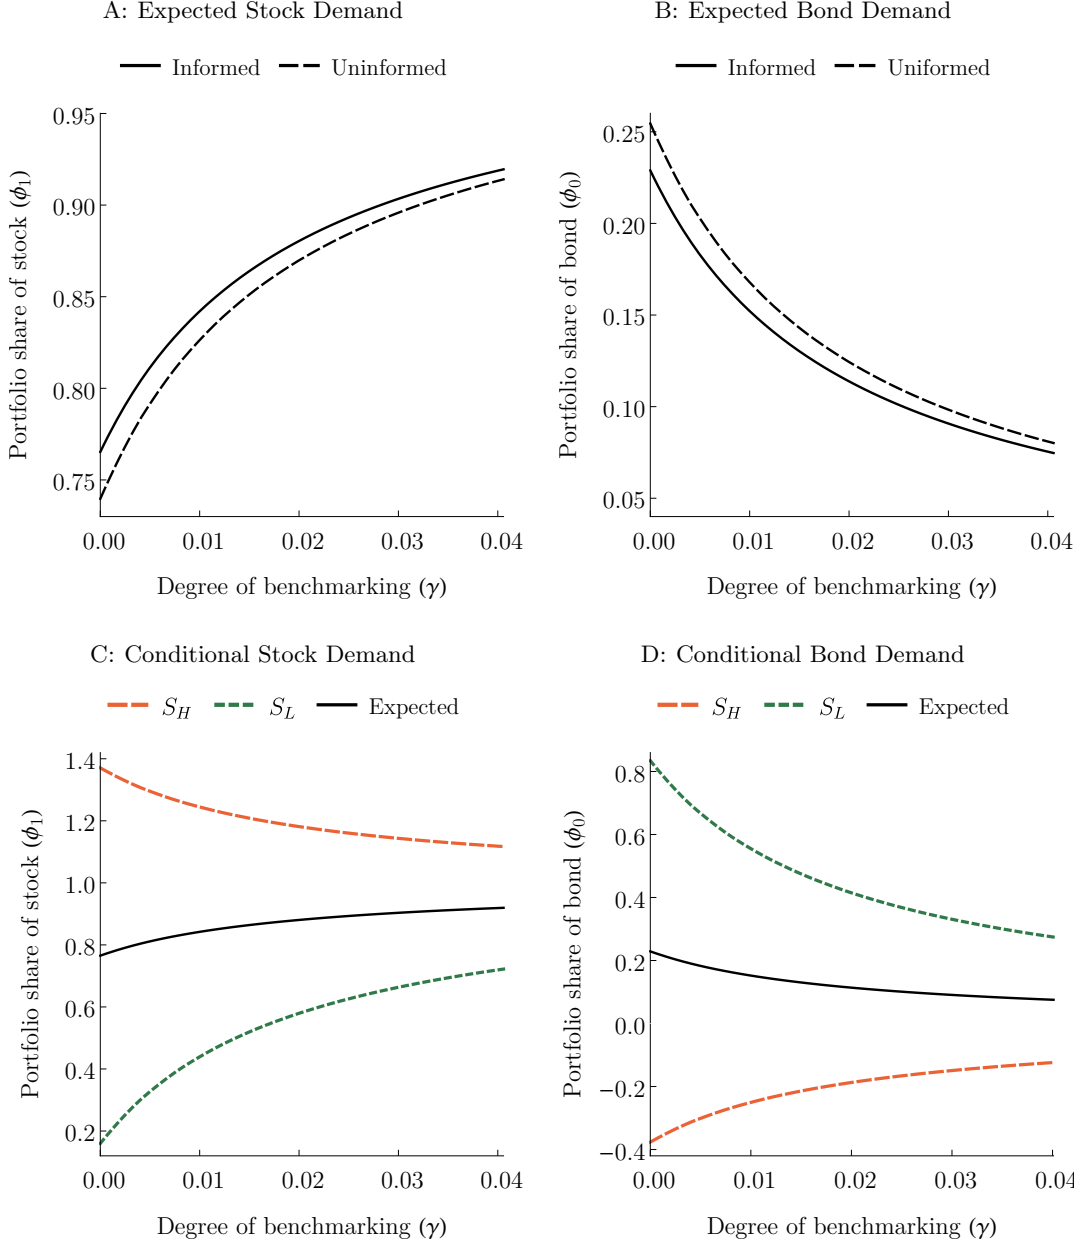 A: Expected Stock Demand
Informed Uninformed
Portfolio share of stock (ϕ₁)
0.95
0.90
0.85
0.80
0.75
0.00 0.01 0.02 0.03 0.04
Degree of benchmarking (γ)
B: Expected Bond Demand
Informed Uniformed
Portfolio share of bond (ϕ₀)
0.25
0.20
0.15
0.10
0.05
0.00 0.01 0.02 0.03 0.04
Degree of benchmarking (γ)
C: Conditional Stock Demand
S_H S_L Expected
Portfolio share of stock (ϕ₁)
1.4
1.2
1.0
0.8
0.6
0.4
0.2
0.00 0.01 0.02 0.03 0.04
Degree of benchmarking (γ)
D: Conditional Bond Demand
S_H S_L Expected
Portfolio share of bond (ϕ₀)
0.8
0.6
0.4
0.2
0.0
−0.2
−0.4
0.00 0.01 0.02 0.03 0.04
Degree of benchmarking (γ)